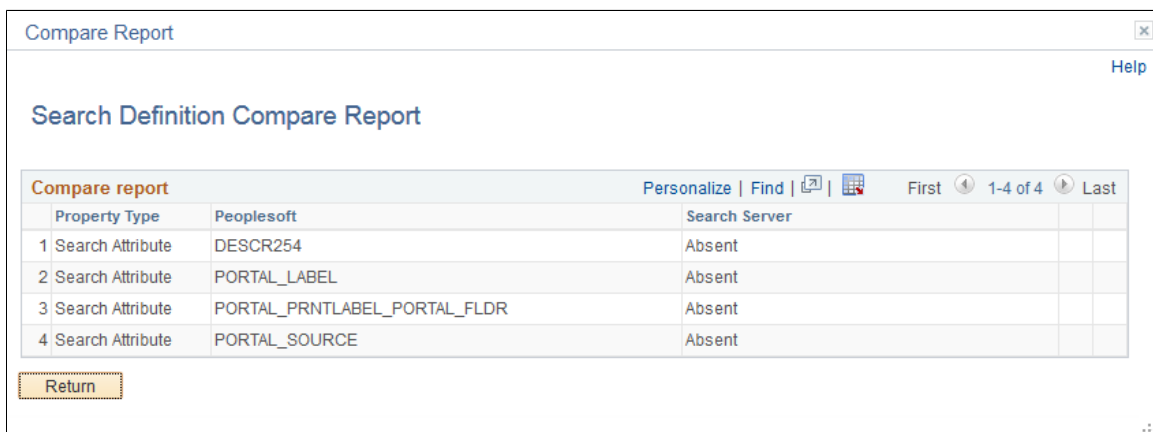 Compare Report
Help
Search Definition Compare Report
Compare report Personalize | Find | | First 1-4 of 4 Last
Property Type Peoplesoft Search Server
1 Search Attribute DESCR254 Absent
2 Search Attribute PORTAL_LABEL Absent
3 Search Attribute PORTAL_PRNTLABEL_PORTAL_FLDR Absent
4 Search Attribute PORTAL_SOURCE Absent
Return